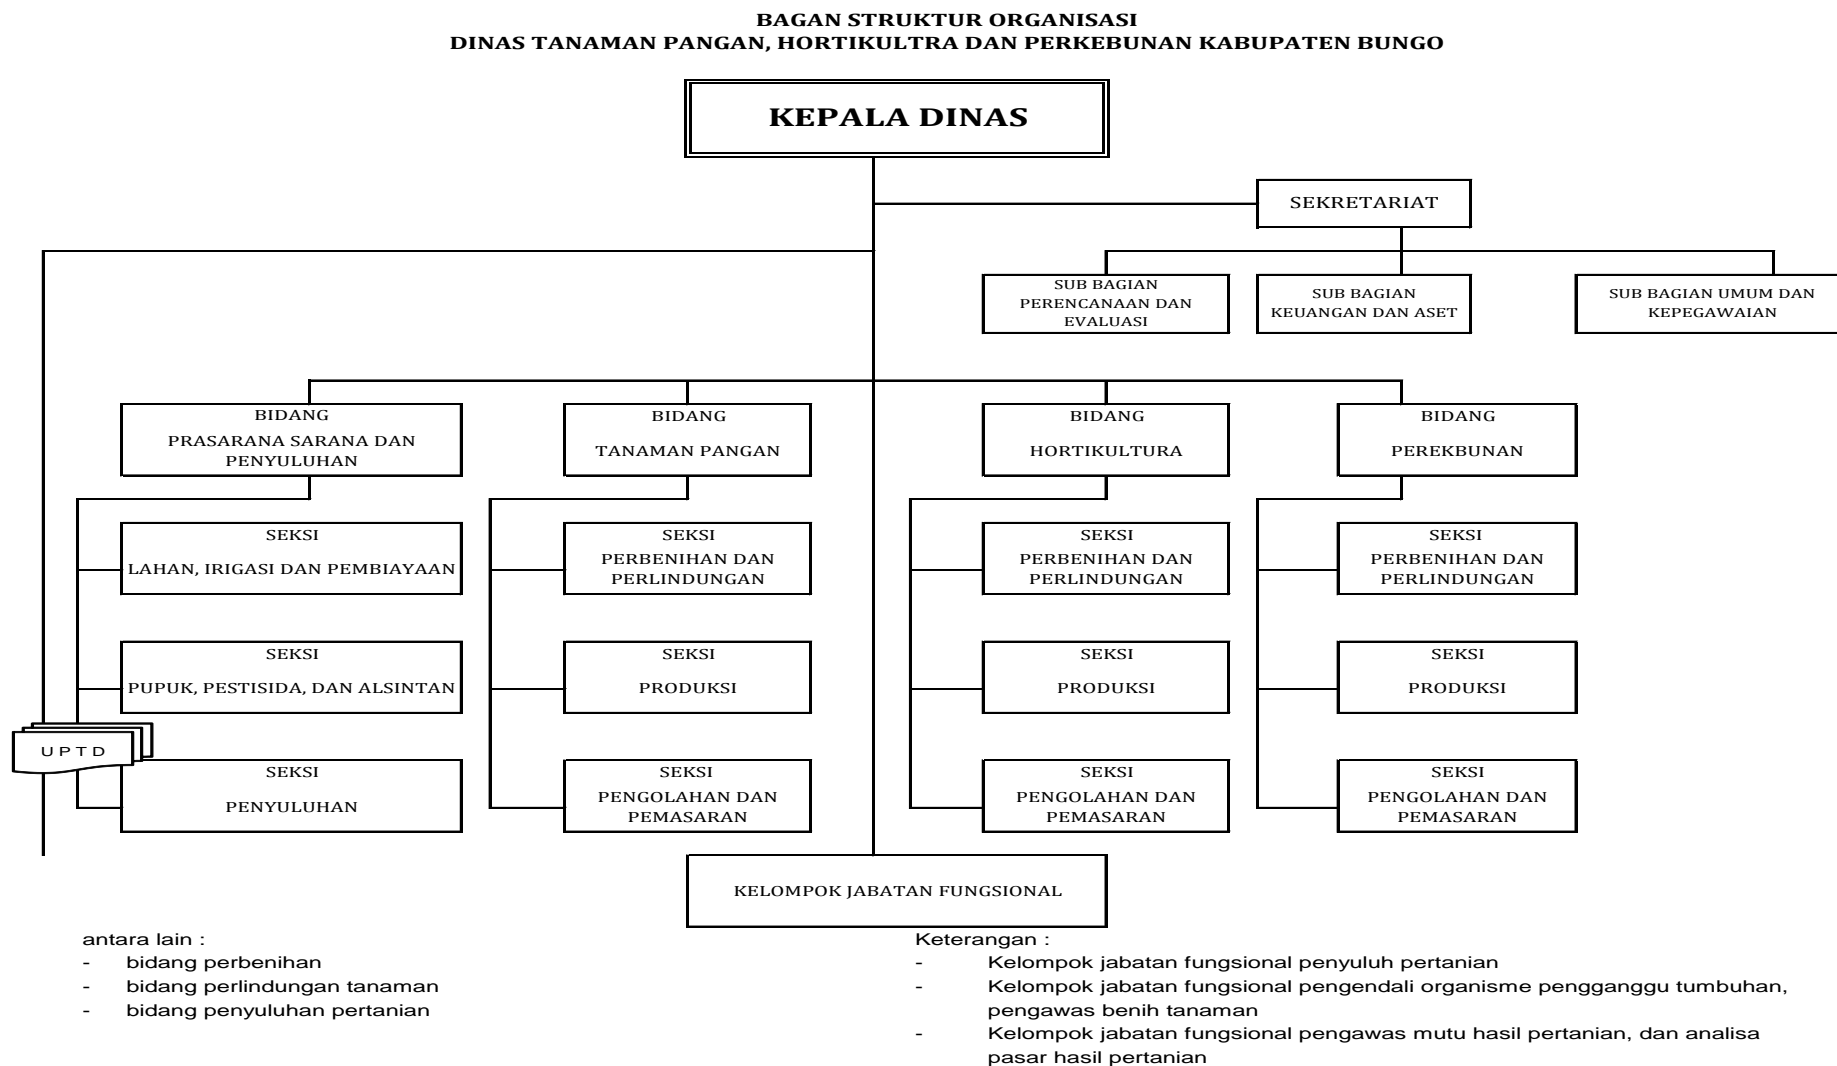 BAGAN STRUKTUR ORGANISASI
DINAS TANAMAN PANGAN, HORTIKULTRA DAN PERKEBUNAN KABUPATEN BUNGO
KEPALA DINAS
SEKRETARIAT
SUB BAGIAN
PERENCANAAN DAN
EVALUASI
SUB BAGIAN
KEUANGAN DAN ASET
SUB BAGIAN UMUM DAN
KEPEGAWAIAN
BIDANG
PRASARANA SARANA DAN
PENYULUHAN
BIDANG
TANAMAN PANGAN
BIDANG
HORTIKULTURA
BIDANG
PEREKBUNAN
SEKSI
LAHAN, IRIGASI DAN PEMBIAYAAN
SEKSI
PERBENIHAN DAN
PERLINDUNGAN
SEKSI
PERBENIHAN DAN
PERLINDUNGAN
SEKSI
PERBENIHAN DAN
PERLINDUNGAN
SEKSI
PUPUK, PESTISIDA, DAN ALSINTAN
SEKSI
PRODUKSI
SEKSI
PRODUKSI
SEKSI
PRODUKSI
UPTD
SEKSI
PENYULUHAN
SEKSI
PENGOLAHAN DAN
PEMASARAN
SEKSI
PENGOLAHAN DAN
PEMASARAN
SEKSI
PENGOLAHAN DAN
PEMASARAN
KELOMPOK JABATAN FUNGSIONAL
antara lain :
- bidang perbenihan
- bidang perlindungan tanaman
- bidang penyuluhan pertanian
Keterangan :
- Kelompok jabatan fungsional penyuluh pertanian
- Kelompok jabatan fungsional pengendali organisme pengganggu tumbuhan,
pengawas benih tanaman
- Kelompok jabatan fungsional pengawas mutu hasil pertanian, dan analisa
pasar hasil pertanian